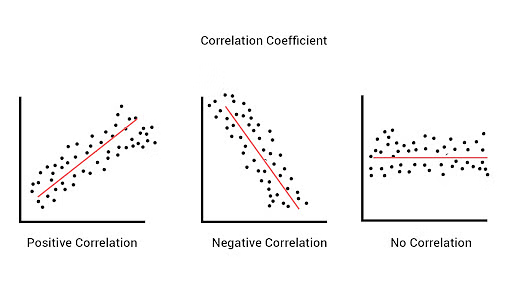 Correlation Coefficient
Positive Correlation
Negative Correlation
No Correlation